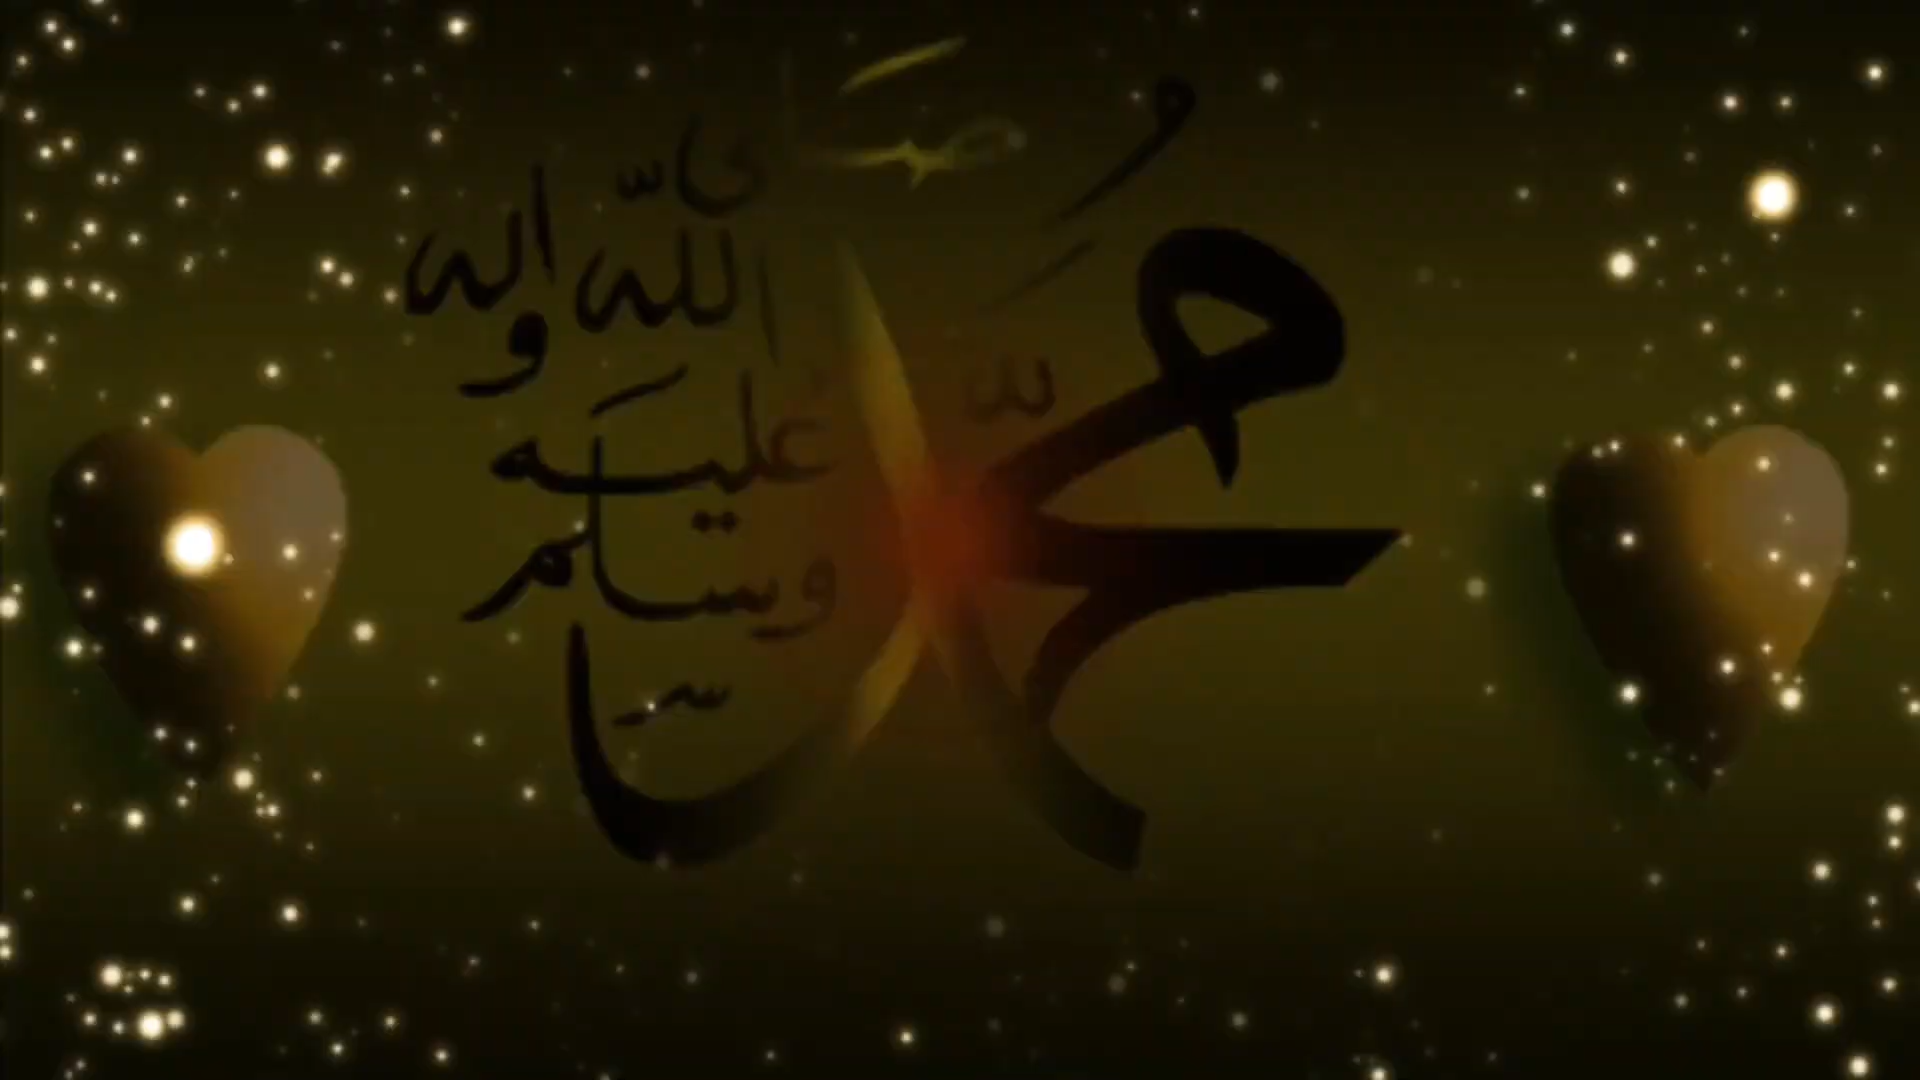 محمد
صلى
الله واله
عليه
وسلم